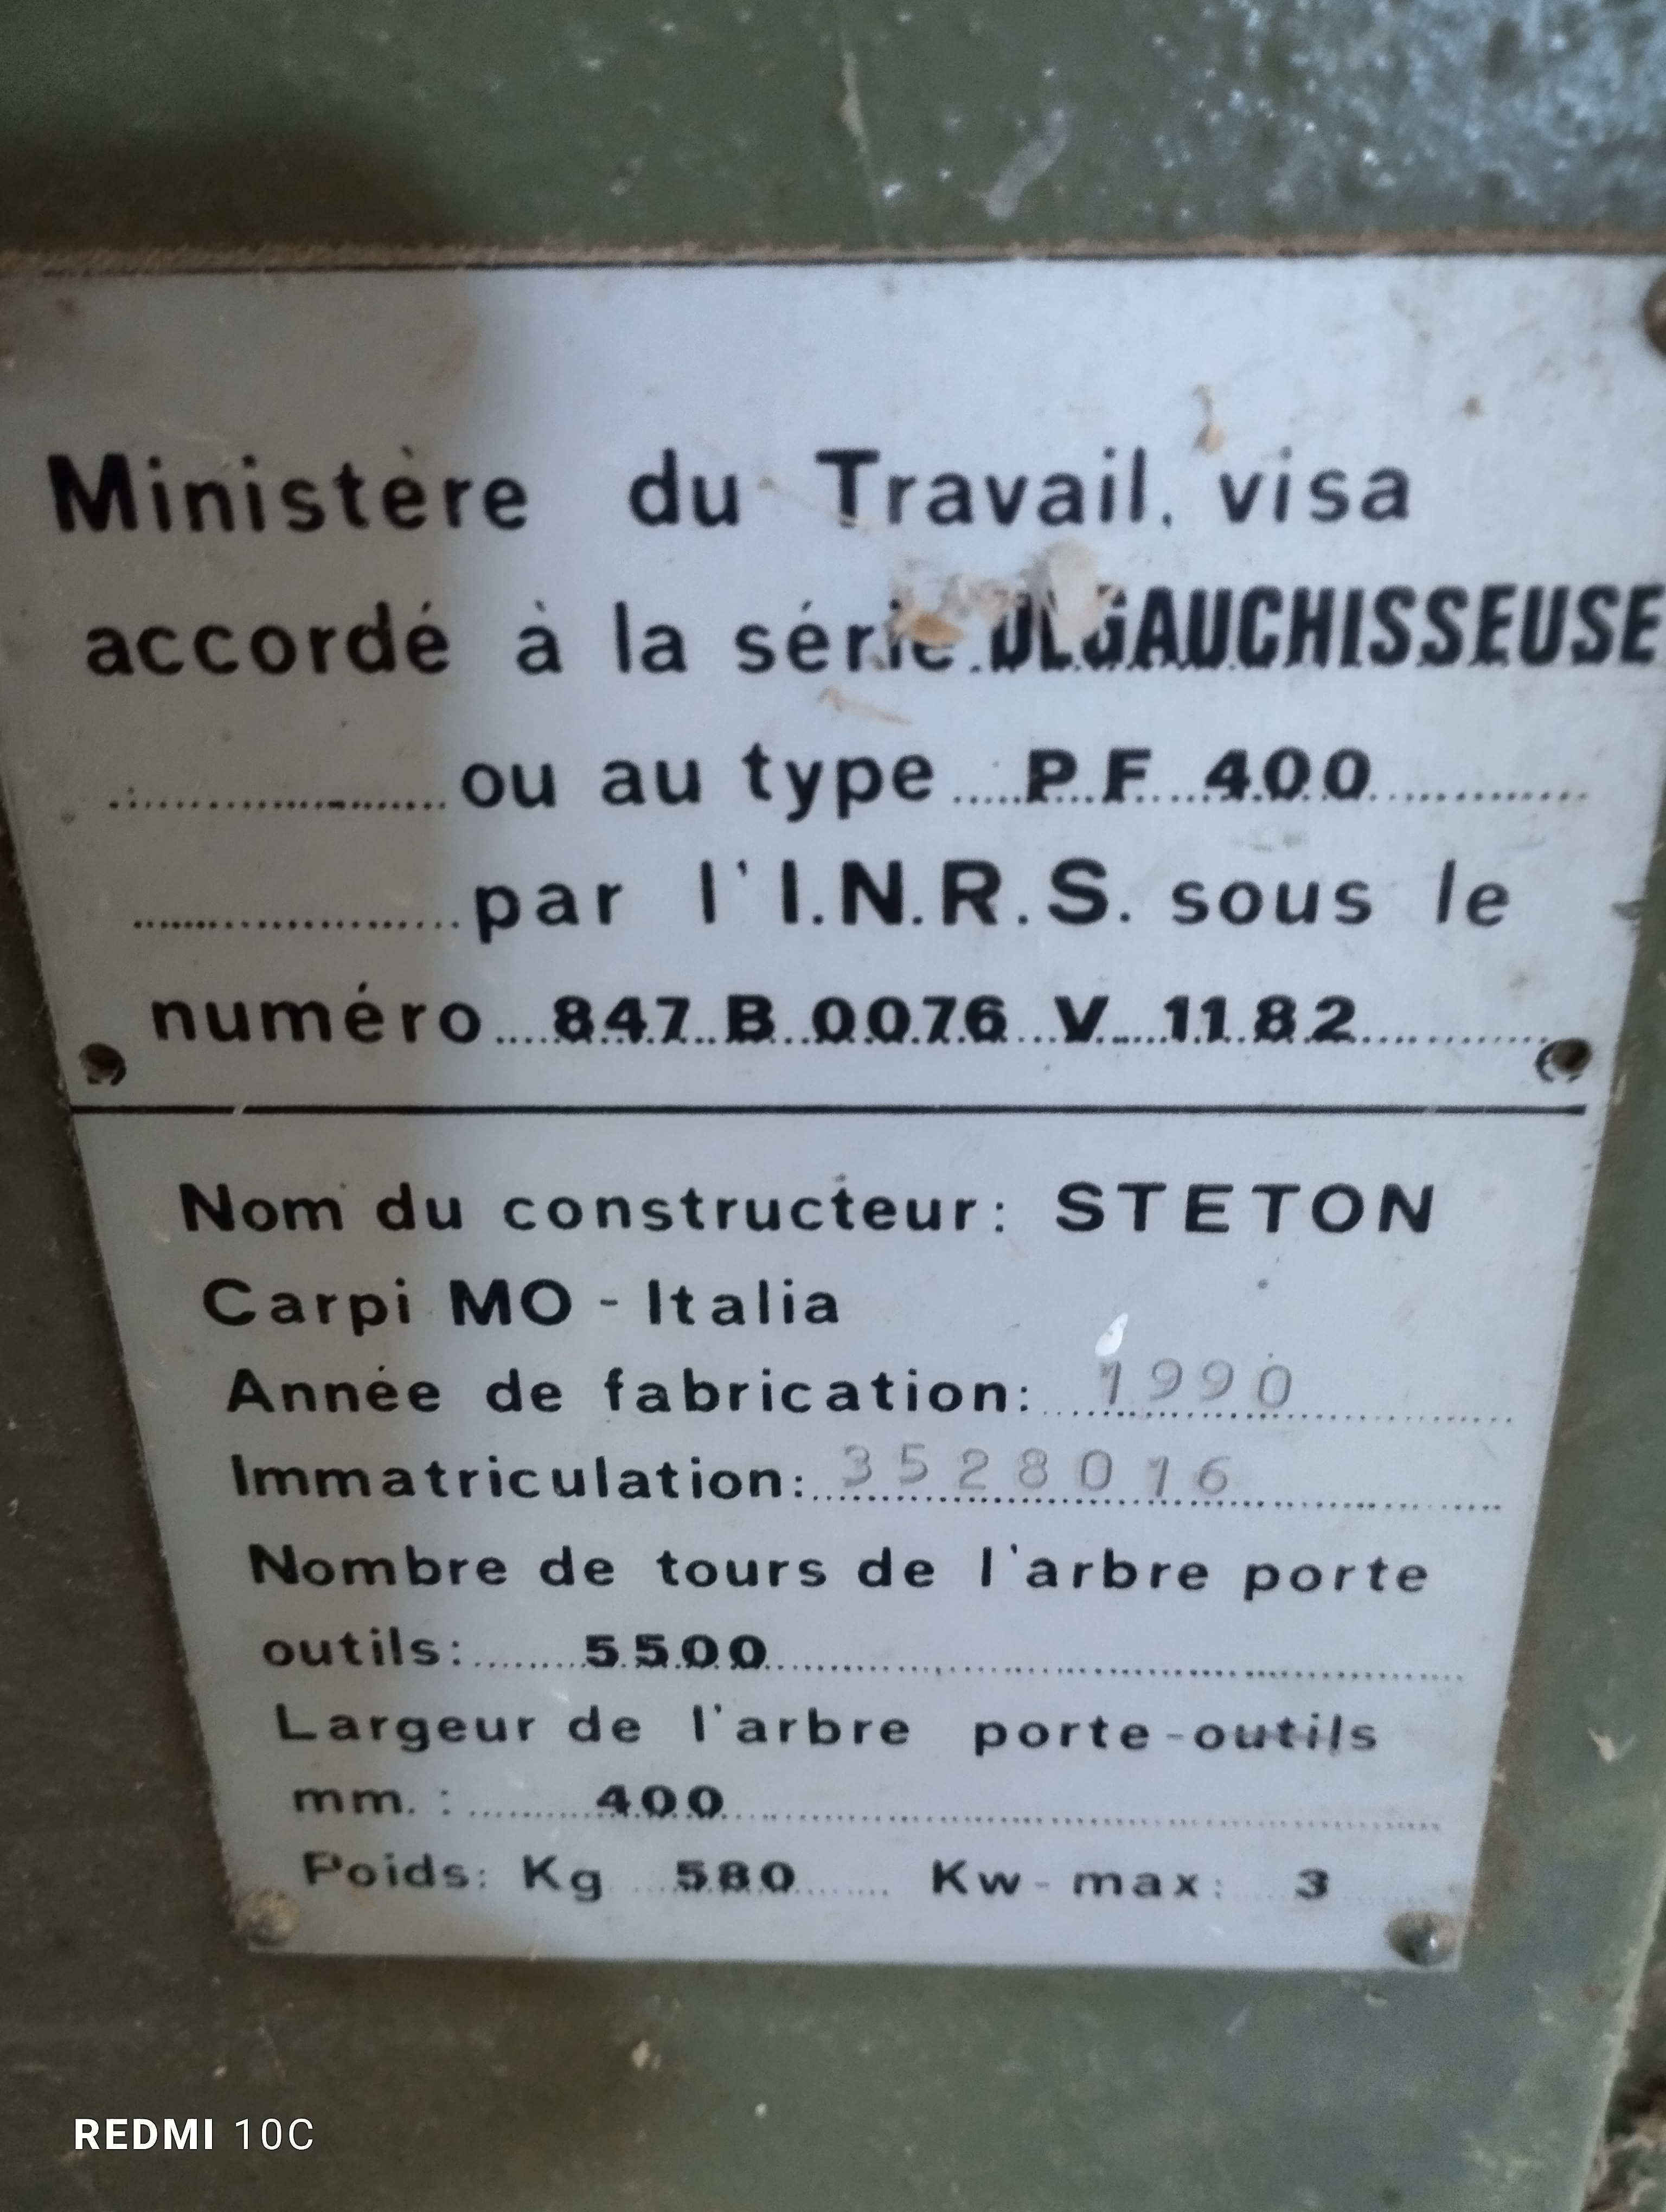 Ministère du Travail, visa
accordé à la série DEGAUCHISSEUSE
ou au type P F 400
par l'I.N.R.S. sous le
numéro 847 B 0076 V 1182
Nom du constructeur: STETON
Carpi MO - Italia
Année de fabrication: 1990
Immatriculation: 3528016
Nombre de tours de l'arbre porte
outils: 5500
Largeur de l'arbre porte-outils
mm. : 400
Poids: Kg 580 Kw- max: 3
REDMI 10C